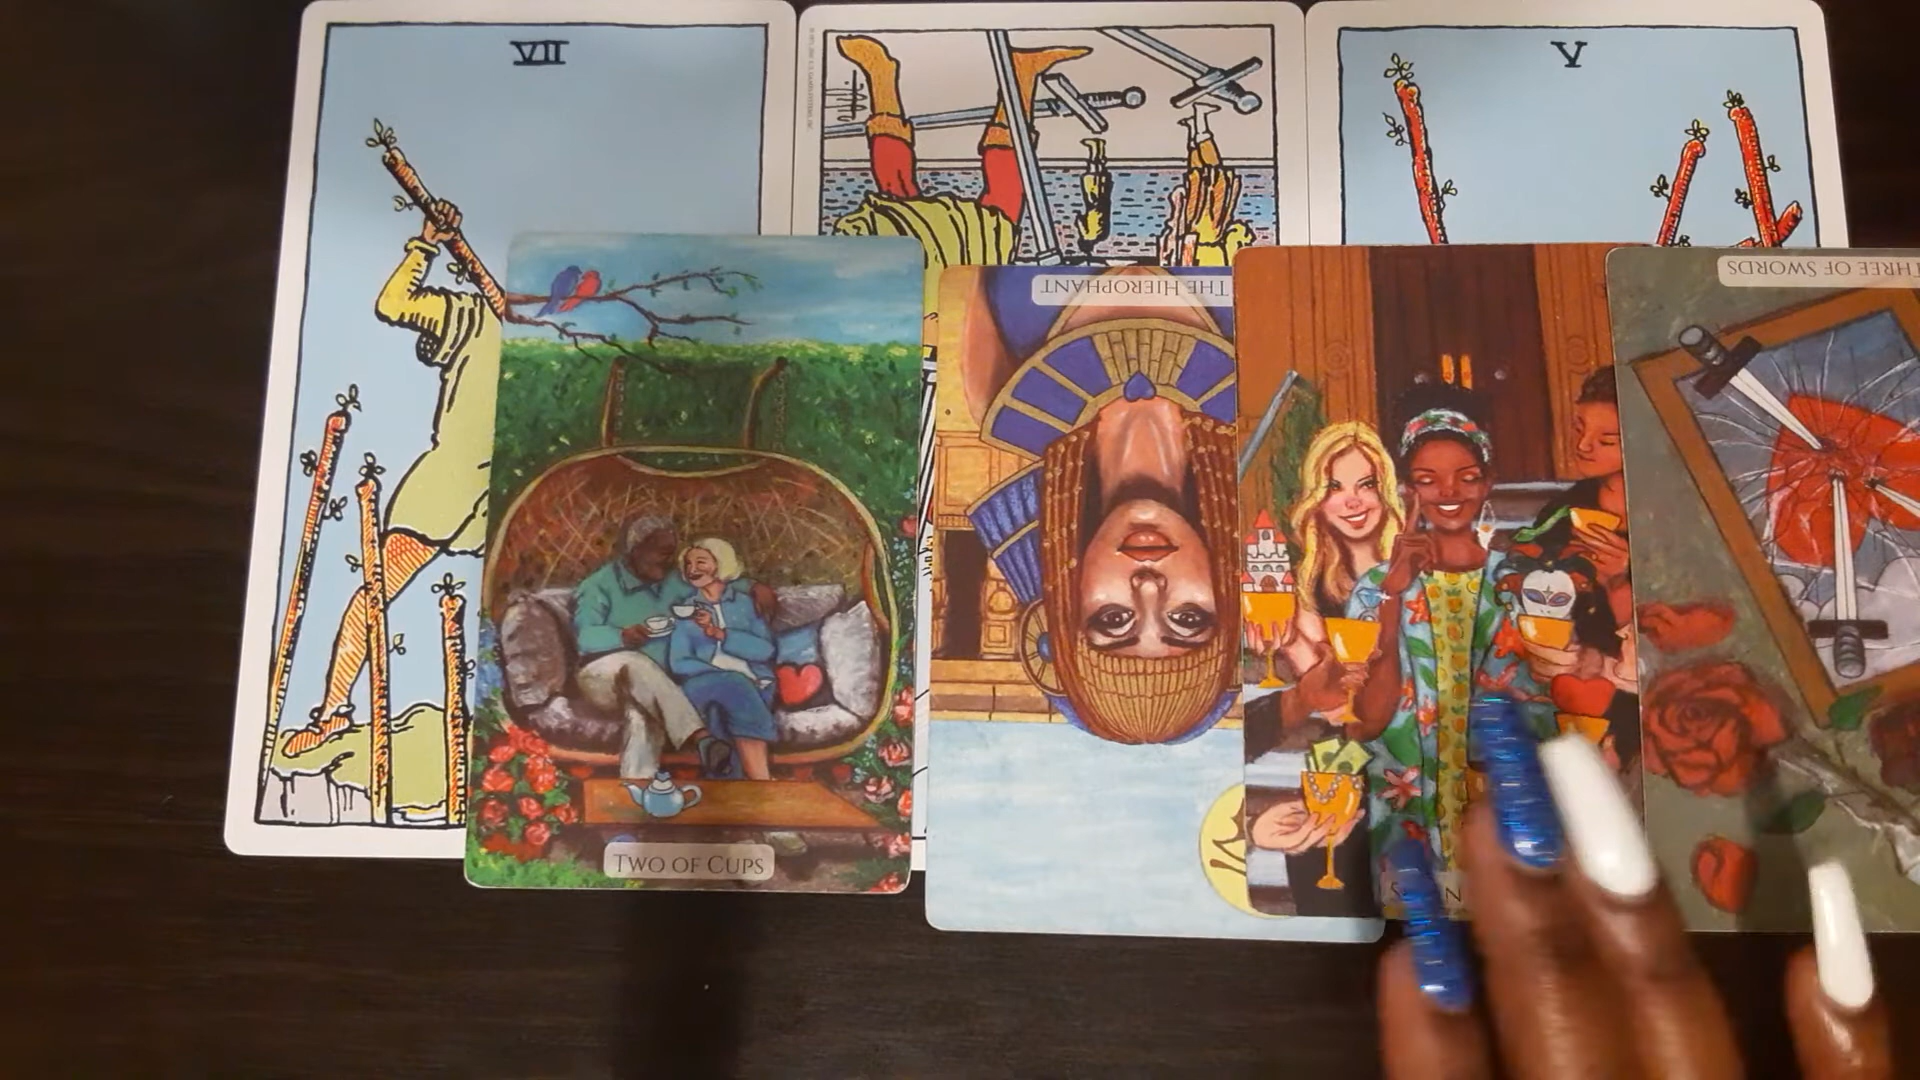 VII
V
THE HIEROPHANT
THREE OF SWORDS
TWO OF CUPS